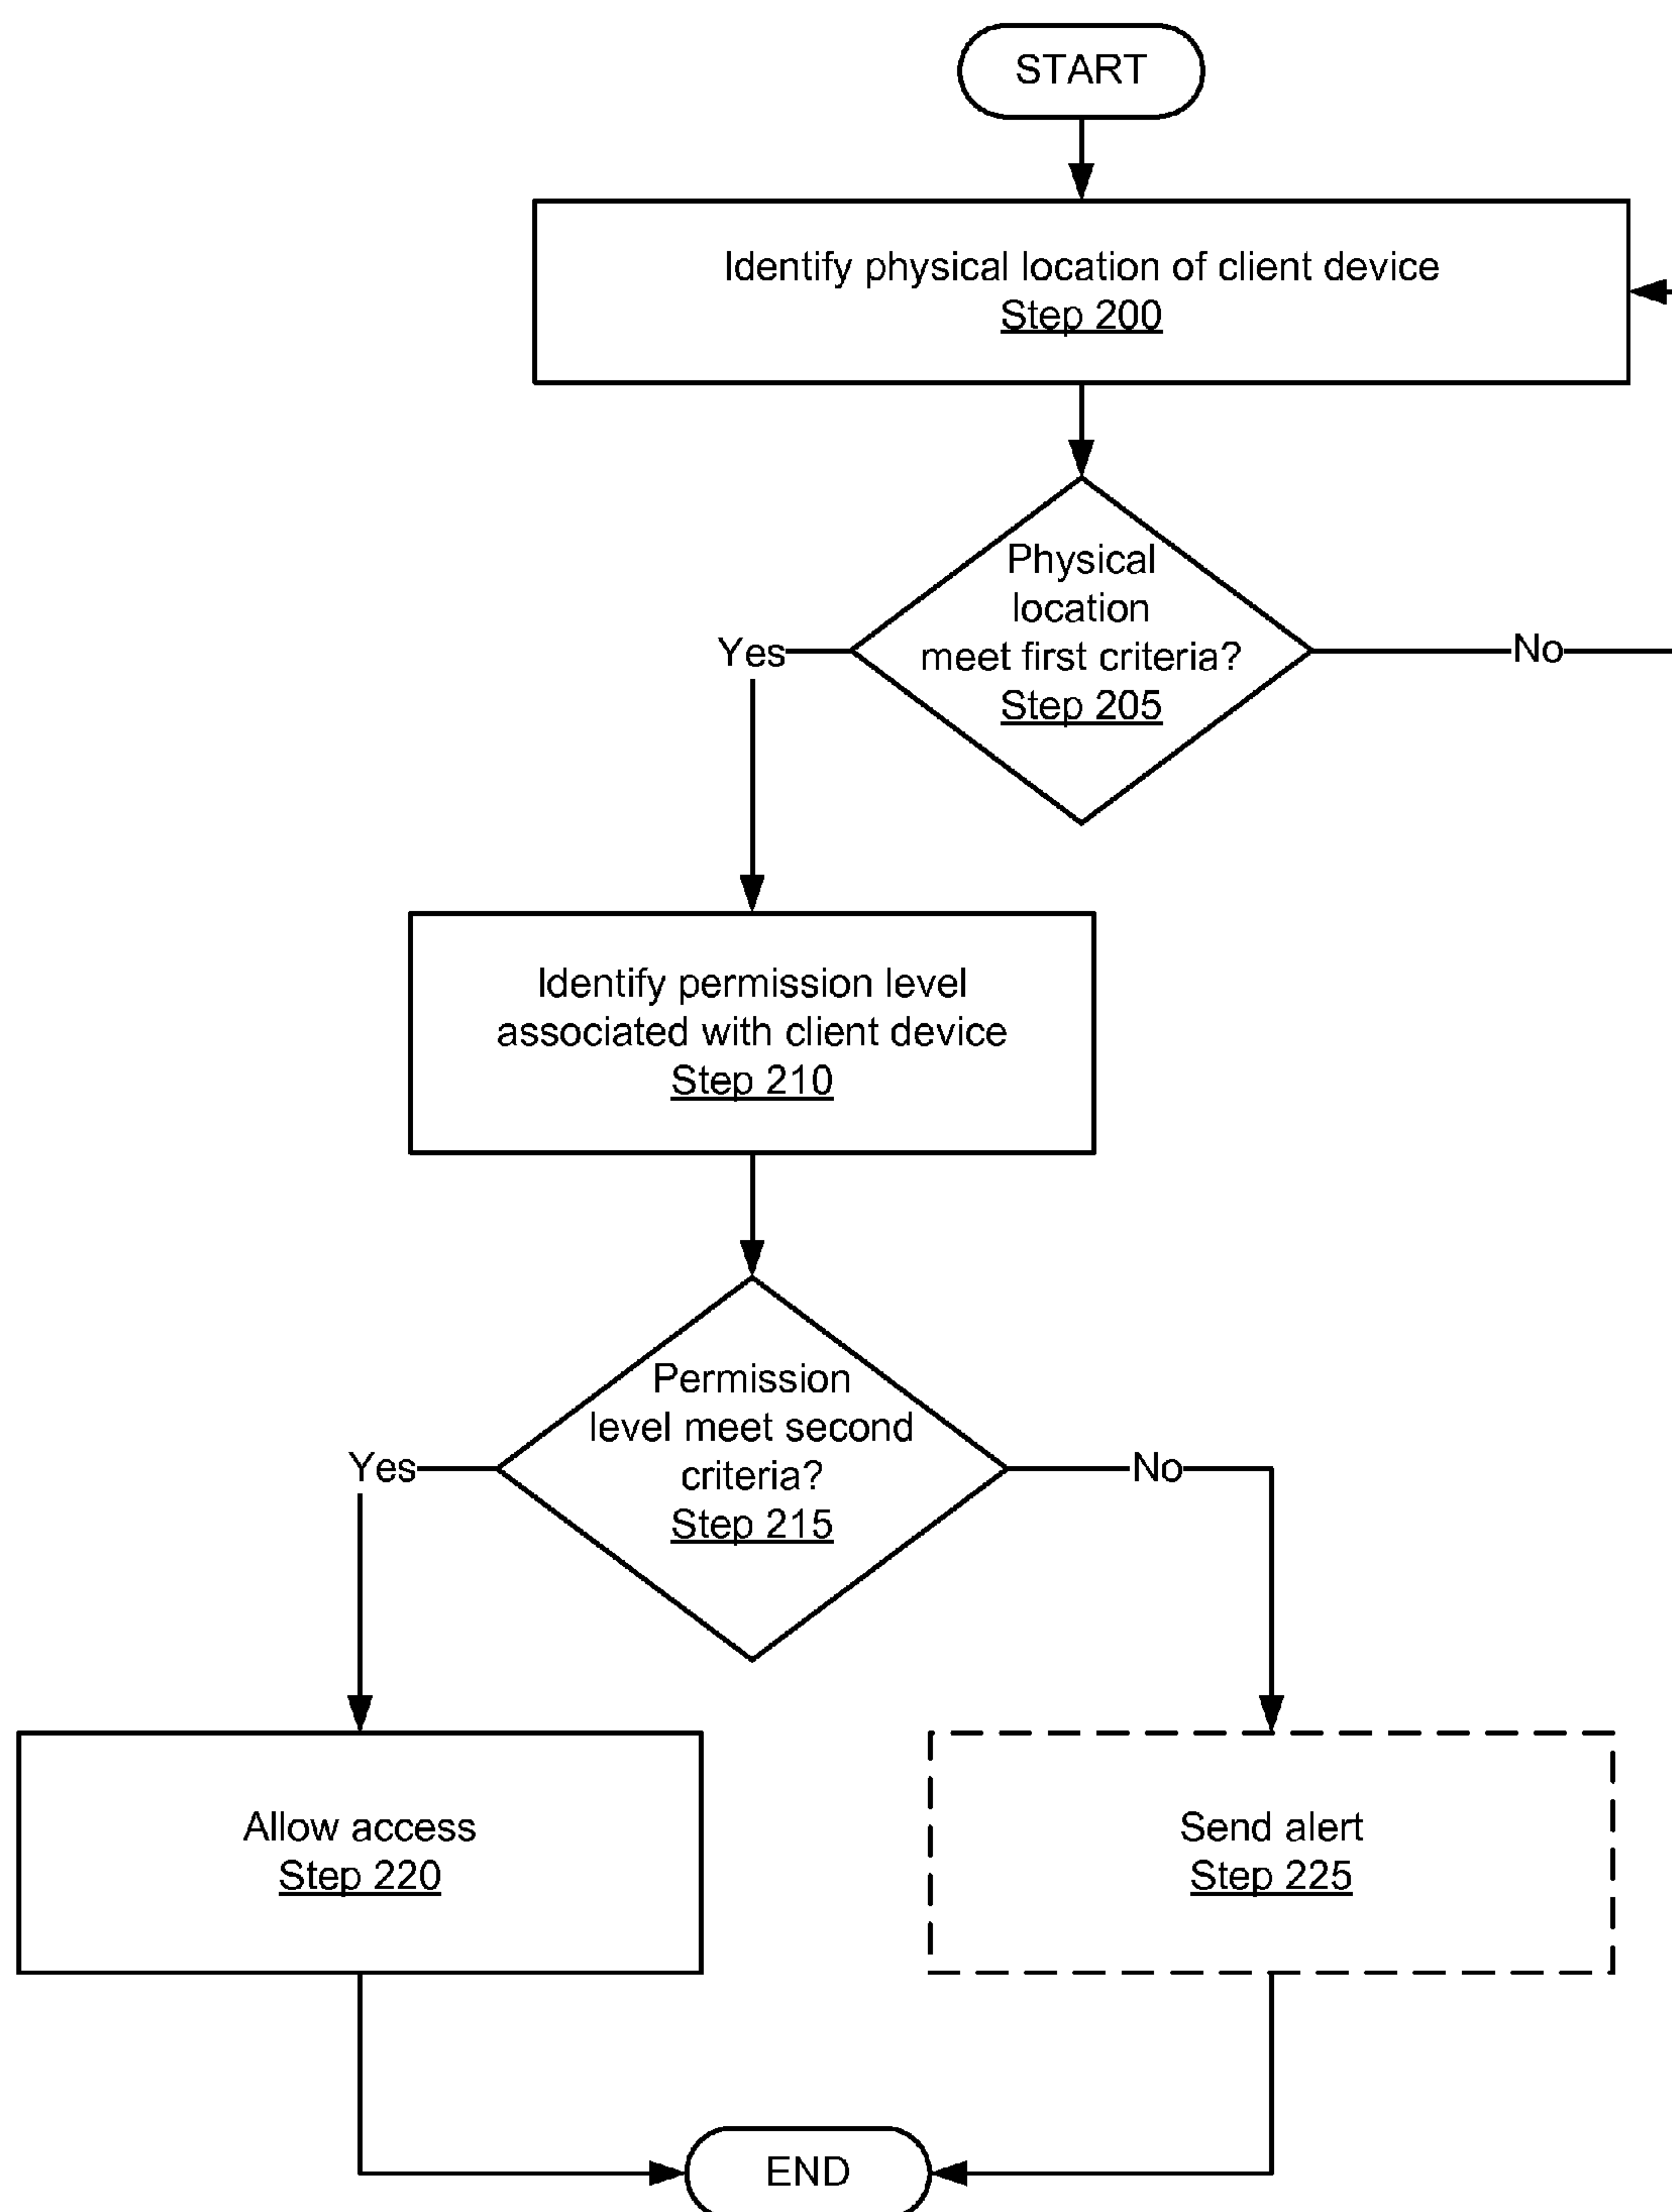 START
Identify physical location of client device
Step 200
Physical
location
meet first criteria?
Step 205
Yes
No
Identify permission level
associated with client device
Step 210
Permission
level meet second
criteria?
Step 215
Yes
No
Allow access
Step 220
Send alert
Step 225
END